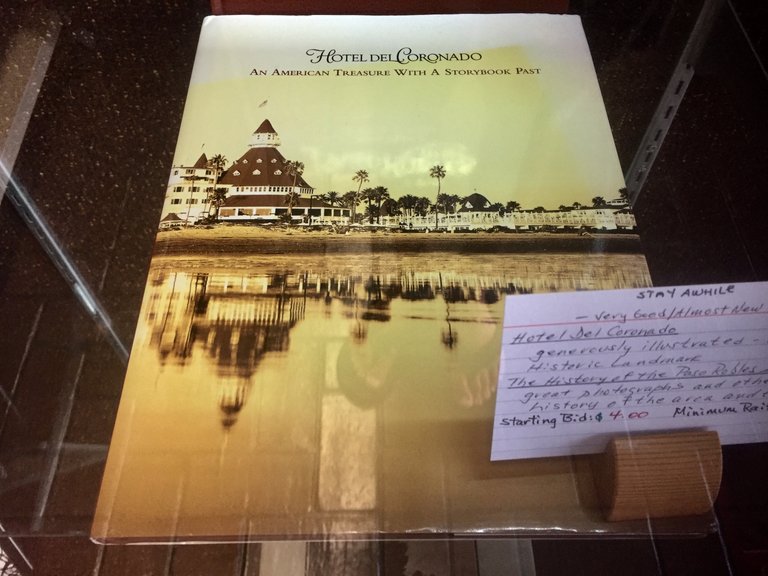 Hotel del Coronado
An American Treasure With A Storybook Past
STAY AWHILE
- Very Good/Almost New
Hotel Del Coronado
generously illustrated -
Historic Landmark
The History of the Paso Robles
great photographs and
history of the area and
Starting Bid: $ 4.00 Minimum